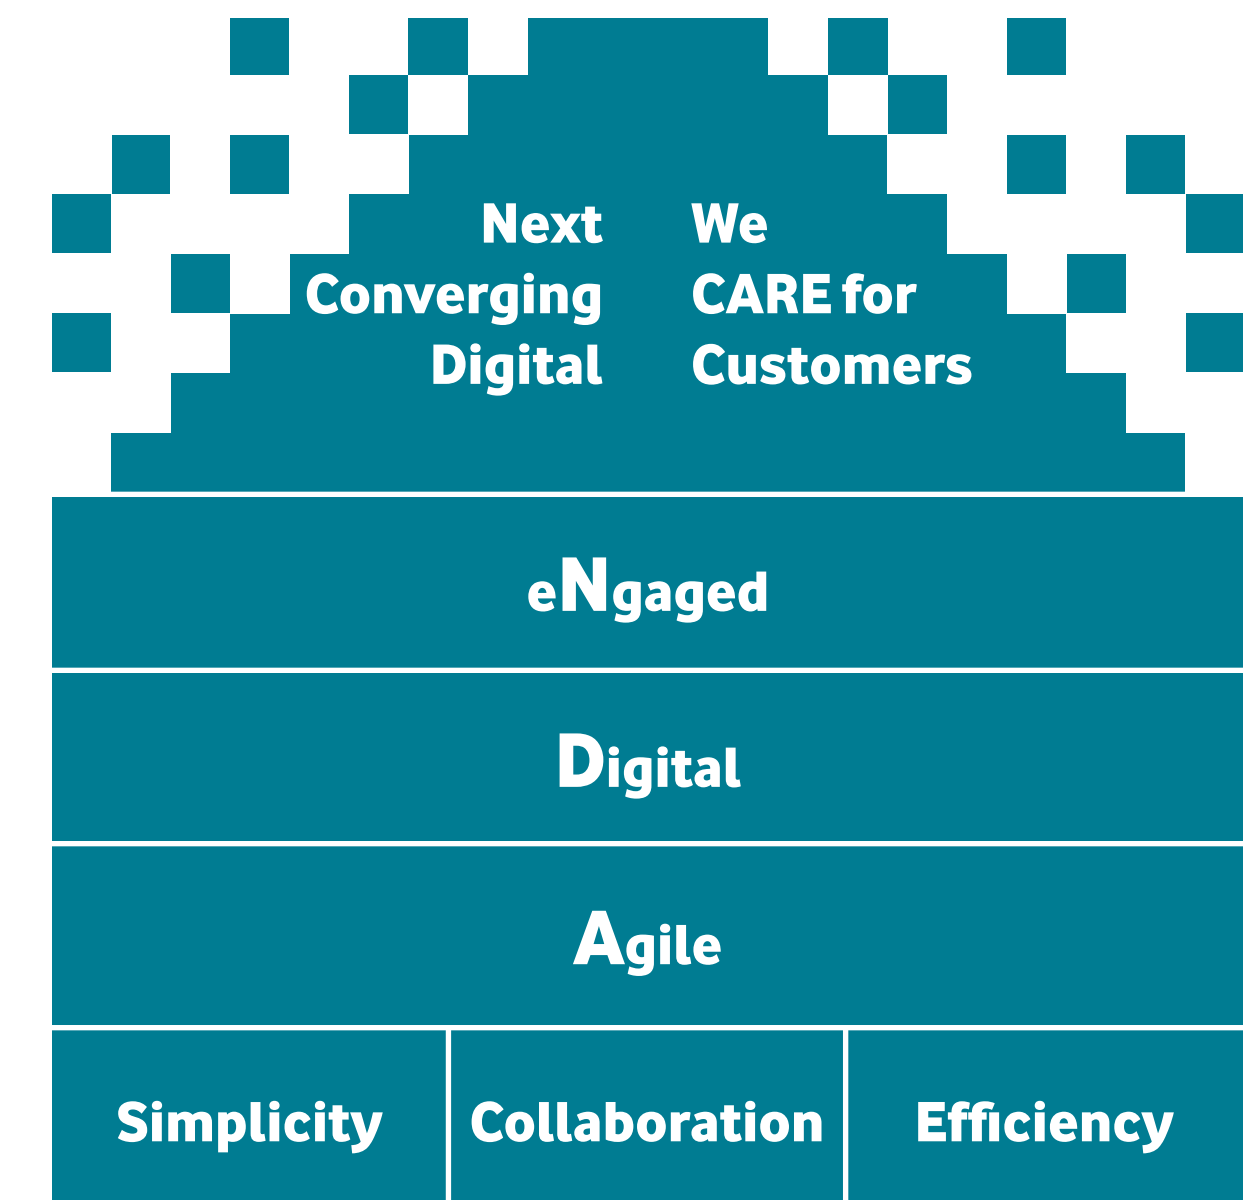 Next
Converging
Digital
We
CARE for
Customers
eNgaged
Digital
Agile
Simplicity
Collaboration
Efficiency